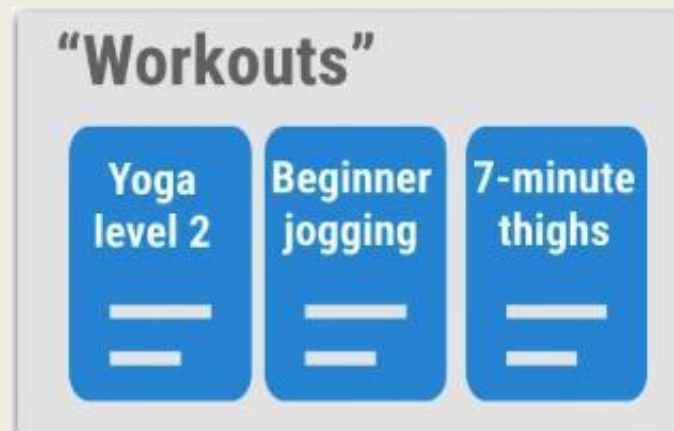 “Workouts”
Yoga
level 2
Beginner
jogging
7-minute
thighs